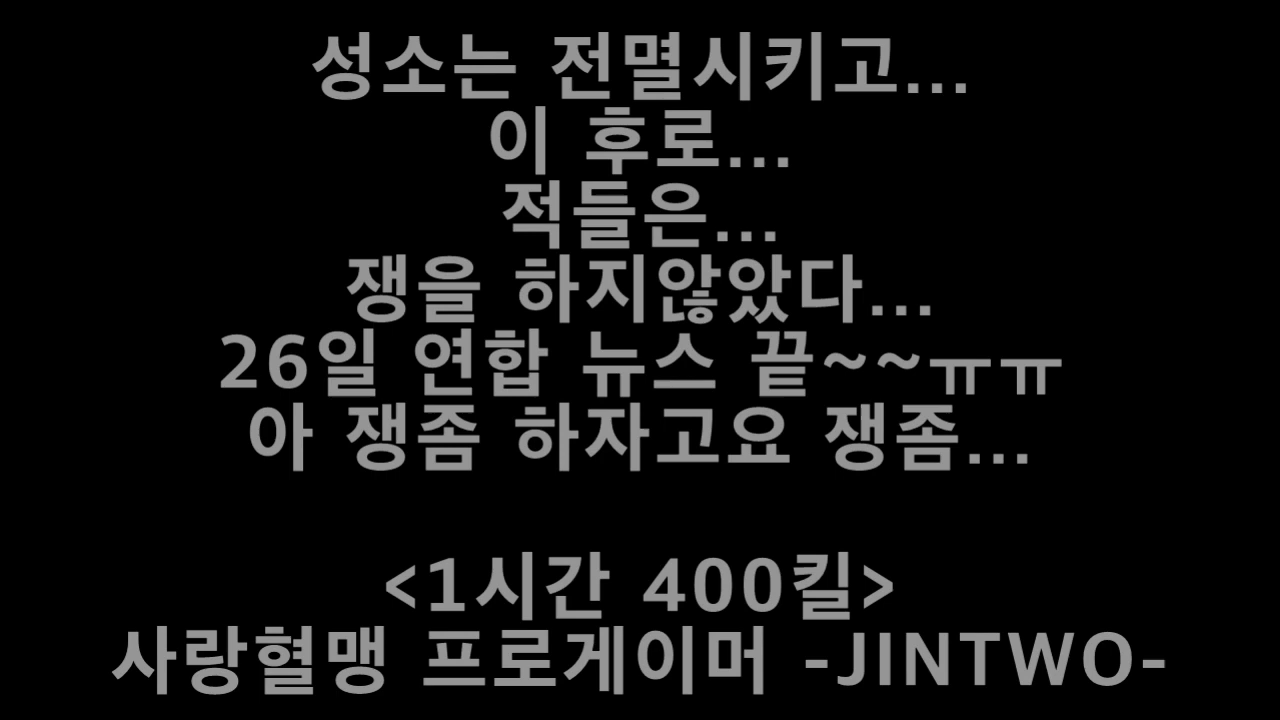 성소는 전멸시키고...
이 후로...
적들은...
쟁을 하지않았다...
26일 연합 뉴스 끝~~ㅠㅠ
아 쟁좀 하자고요 쟁좀...
<1시간 400킬>
사랑혈맹 프로게이머 -JINTWO-